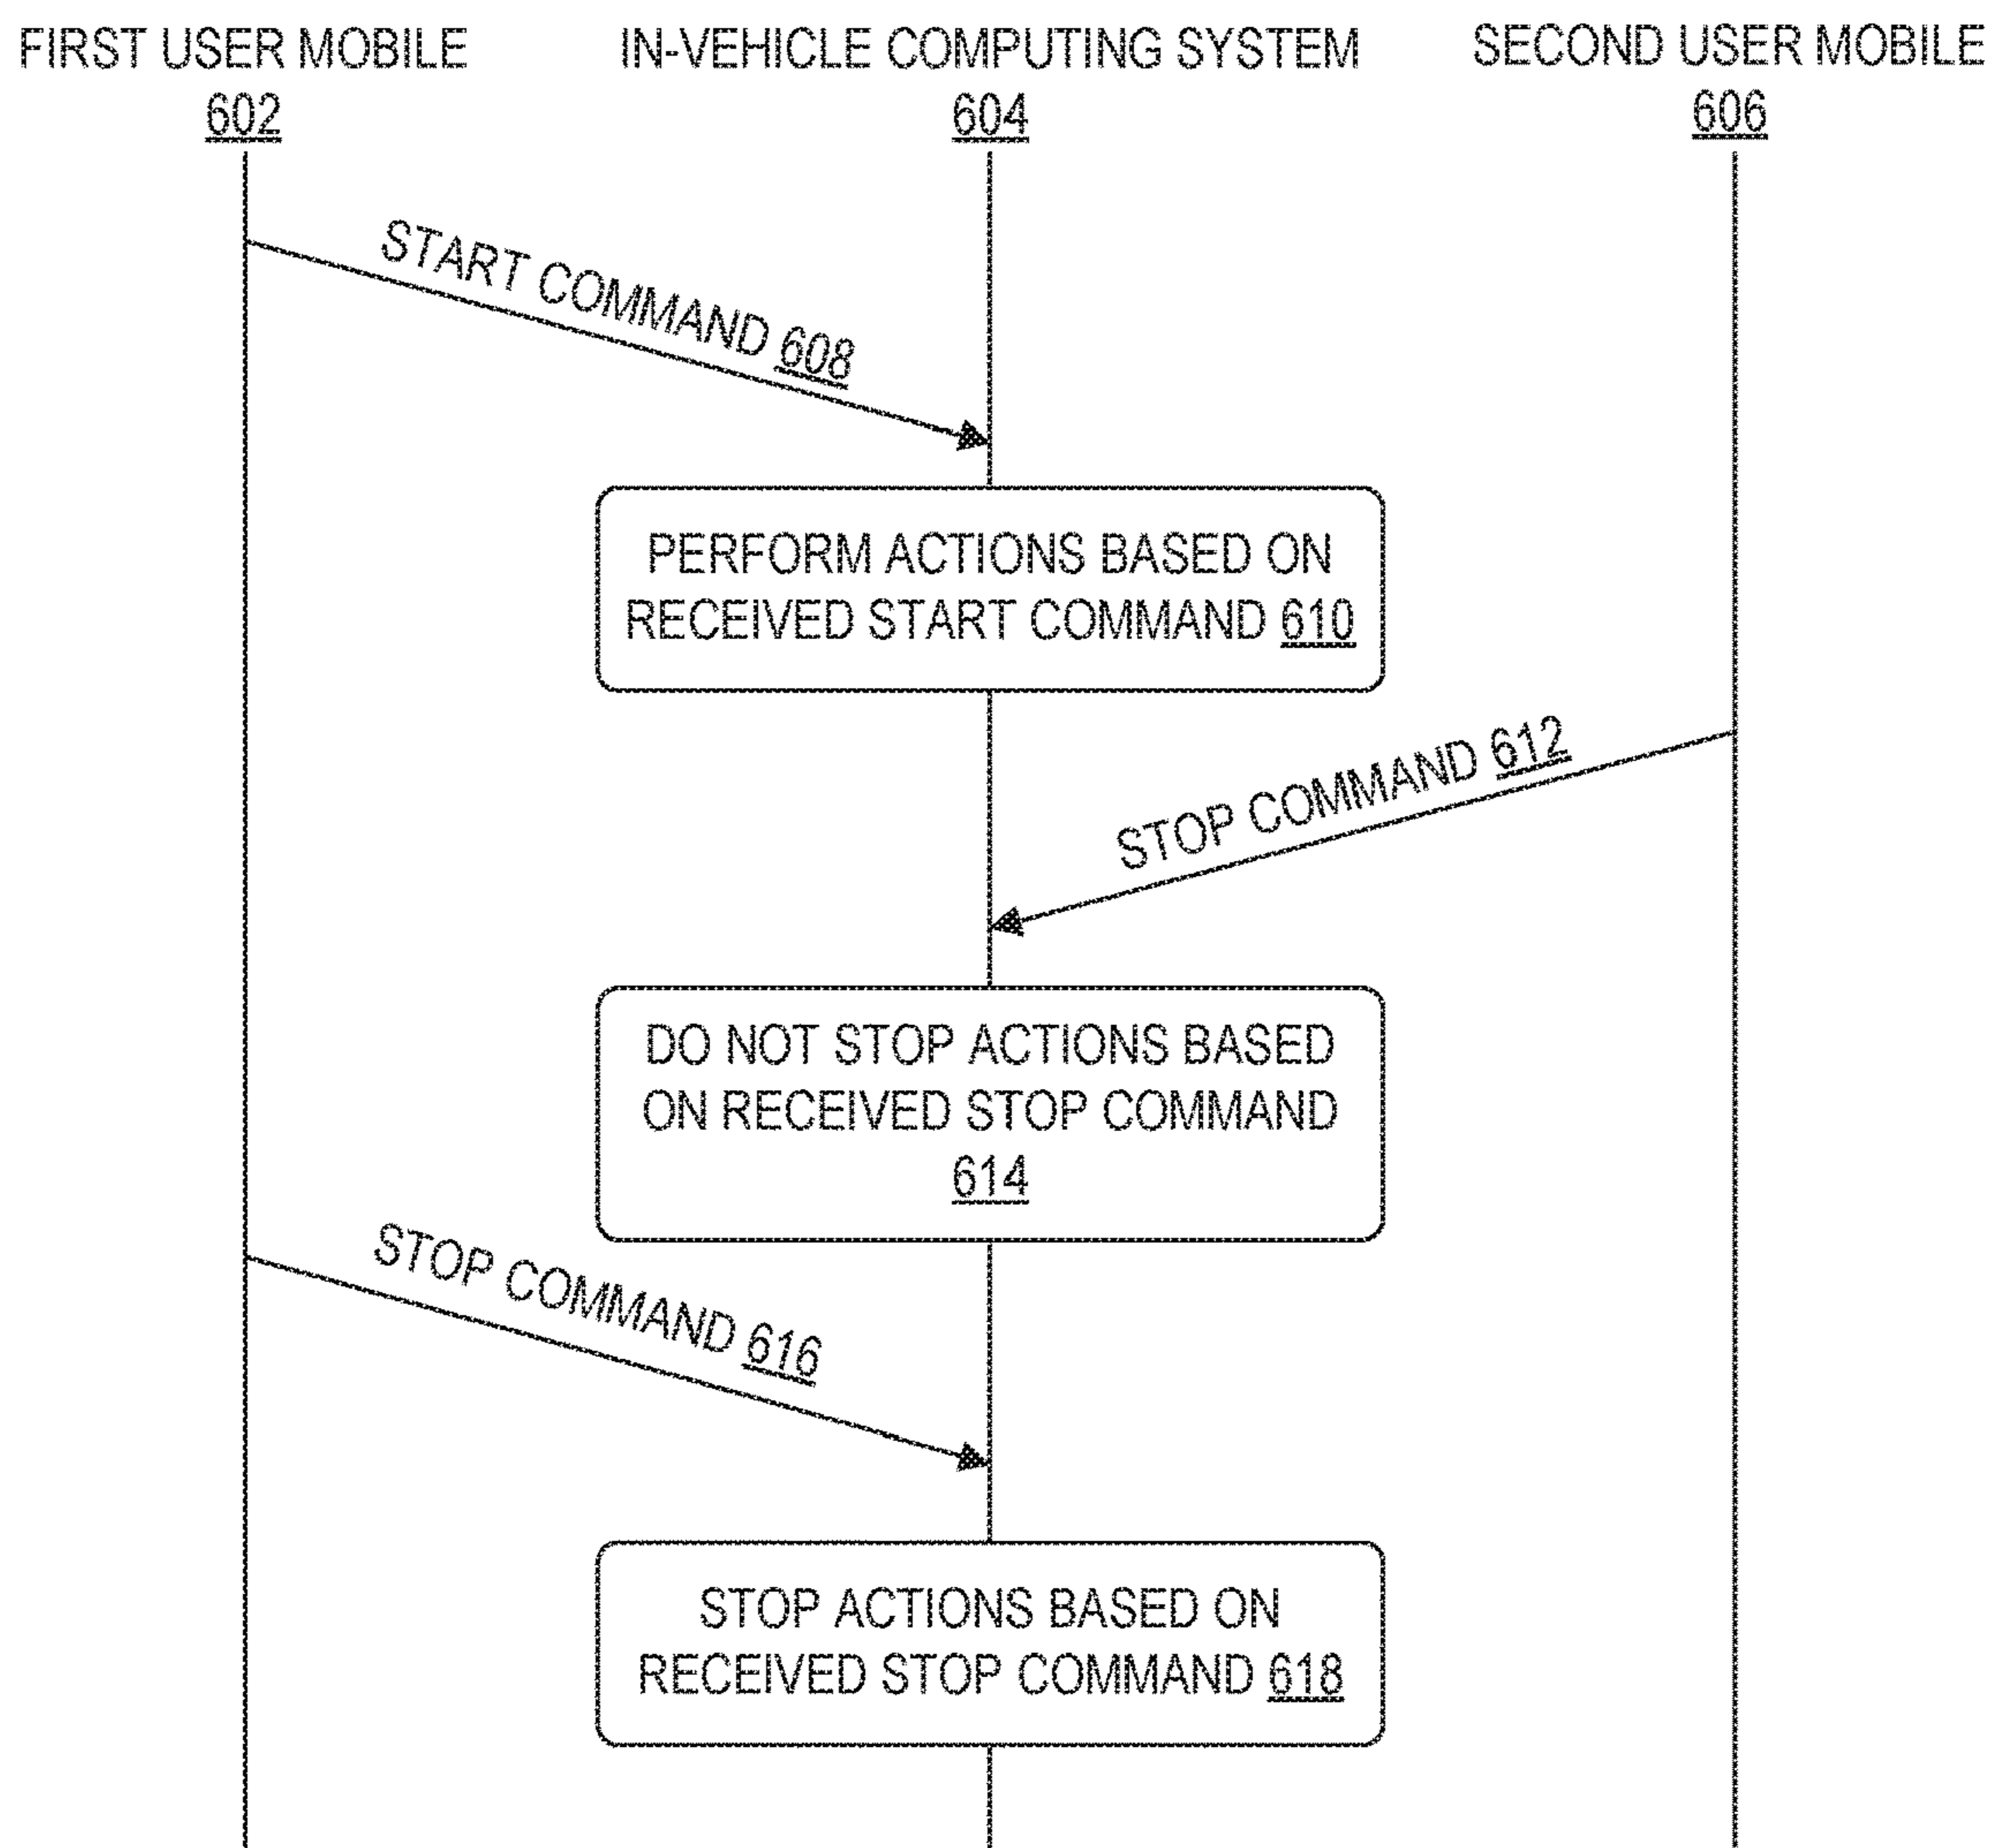 FIRST USER MOBILE
602
IN-VEHICLE COMPUTING SYSTEM
604
SECOND USER MOBILE
606
START COMMAND 608
PERFORM ACTIONS BASED ON
RECEIVED START COMMAND 610
STOP COMMAND 612
DO NOT STOP ACTIONS BASED
ON RECEIVED STOP COMMAND
614
STOP COMMAND 616
STOP ACTIONS BASED ON
RECEIVED STOP COMMAND 618